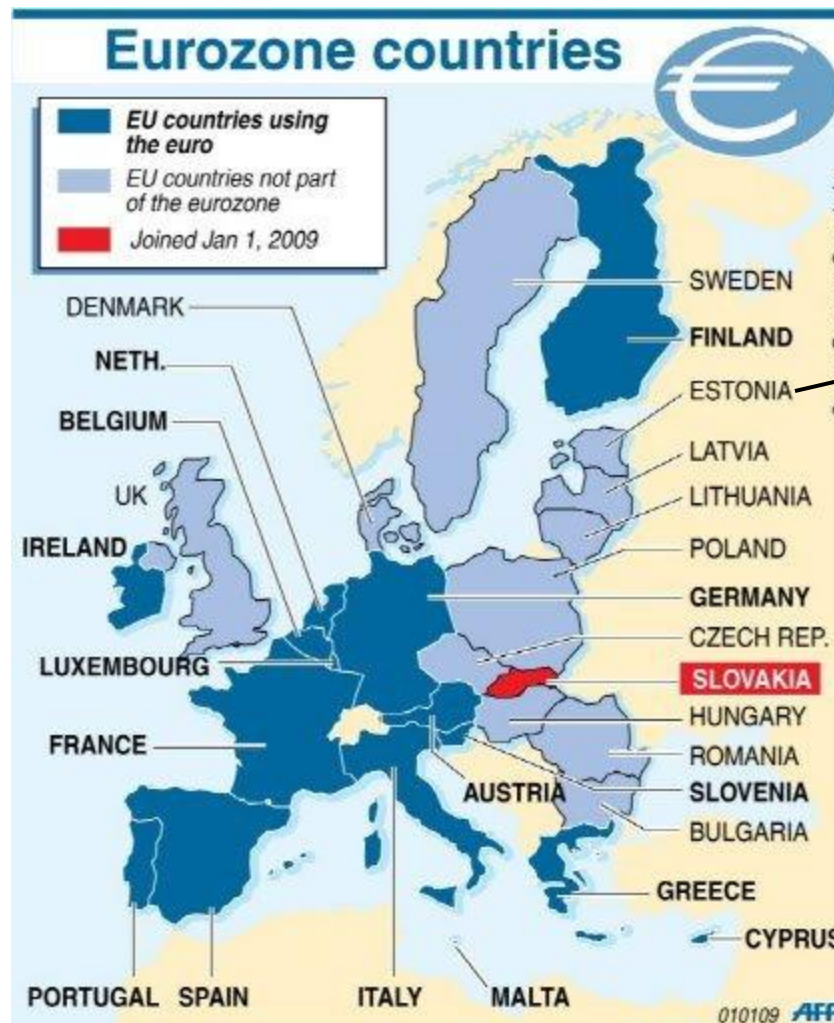 Eurozone countries
€
EU countries using
the euro
EU countries not part
of the eurozone
Joined Jan 1, 2009
DENMARK
SWEDEN
NETH.
FINLAND
BELGIUM
ESTONIA
LATVIA
UK
LITHUANIA
IRELAND
POLAND
GERMANY
CZECH REP.
LUXEMBOURG
SLOVAKIA
HUNGARY
FRANCE
ROMANIA
AUSTRIA
SLOVENIA
BULGARIA
GREECE
CYPRUS
PORTUGAL
SPAIN
ITALY
MALTA
010109 AFP